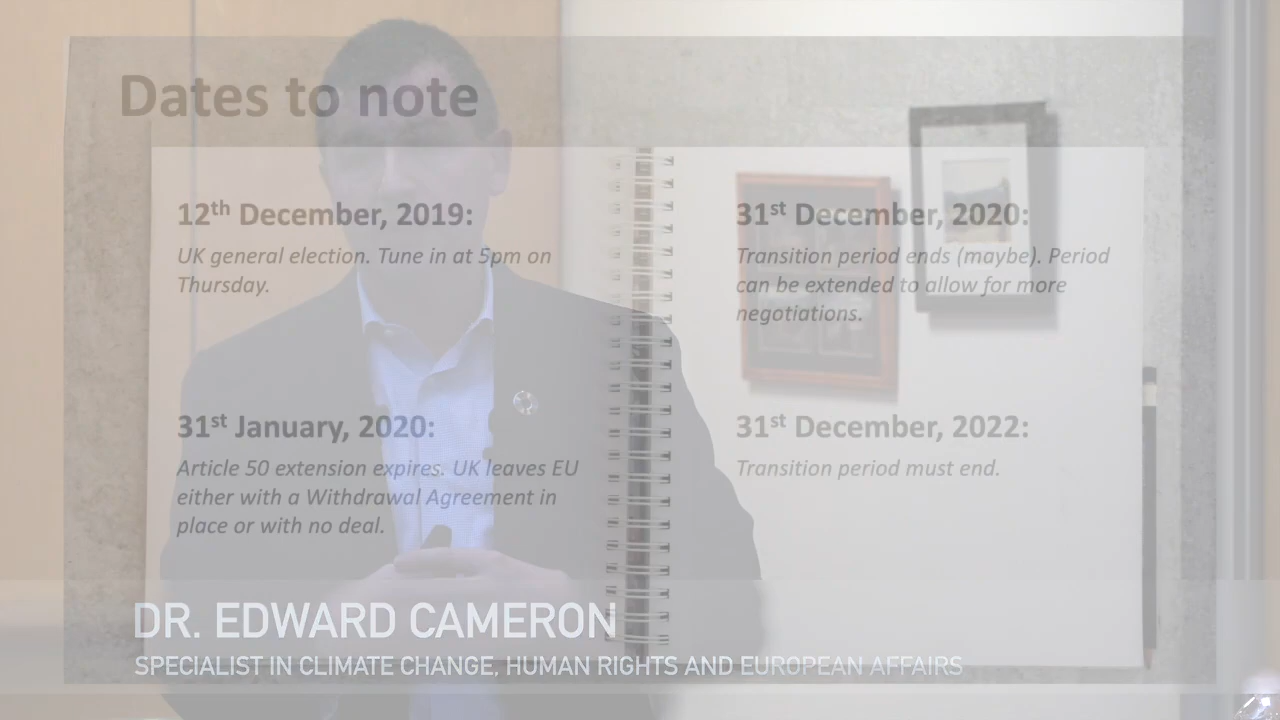 Dates to note
12th December, 2019:
UK general election. Tune in at 5pm on
Thursday.
31st January, 2020:
Article 50 extension expires. UK leaves EU
either with a Withdrawal Agreement in
place or with no deal.
31st December, 2020:
Transition period ends (maybe). Period
can be extended to allow for more
negotiations.
31st December, 2022:
Transition period must end.
DR. EDWARD CAMERON
SPECIALIST IN CLIMATE CHANGE, HUMAN RIGHTS AND EUROPEAN AFFAIRS